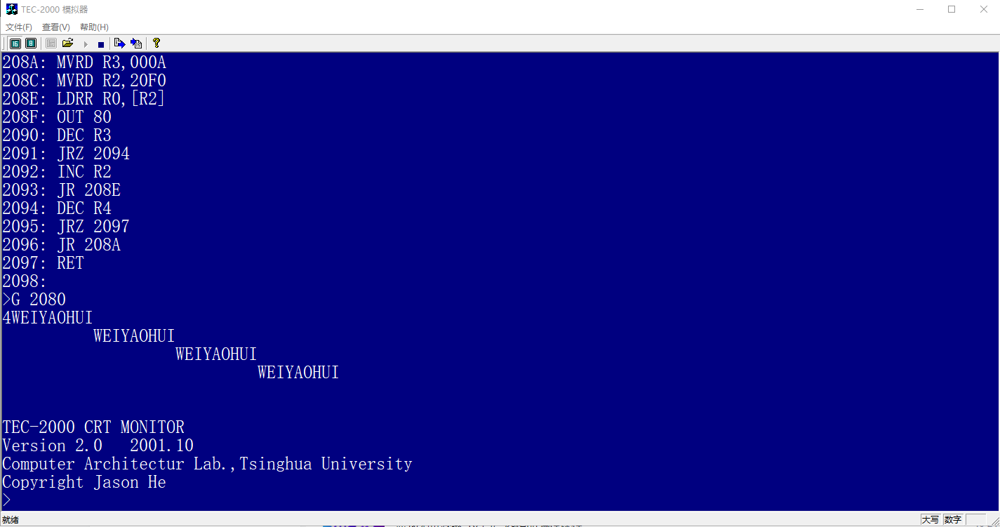 TEC-2000 模拟器
文件(F) 查看(V) 帮助(H)
16 8
208A: MVRD R3,000A
208C: MVRD R2,20F0
208E: LDRR R0,[R2]
208F: OUT 80
2090: DEC R3
2091: JRZ 2094
2092: INC R2
2093: JR 208E
2094: DEC R4
2095: JRZ 2097
2096: JR 208A
2097: RET
2098:
>G 2080
4WEIYAOHUI
WEIYAOHUI
WEIYAOHUI
WEIYAOHUI
TEC-2000 CRT MONITOR
Version 2.0 2001.10
Computer Architectur Lab.,Tsinghua University
Copyright Jason He
>
就绪 大写 数字